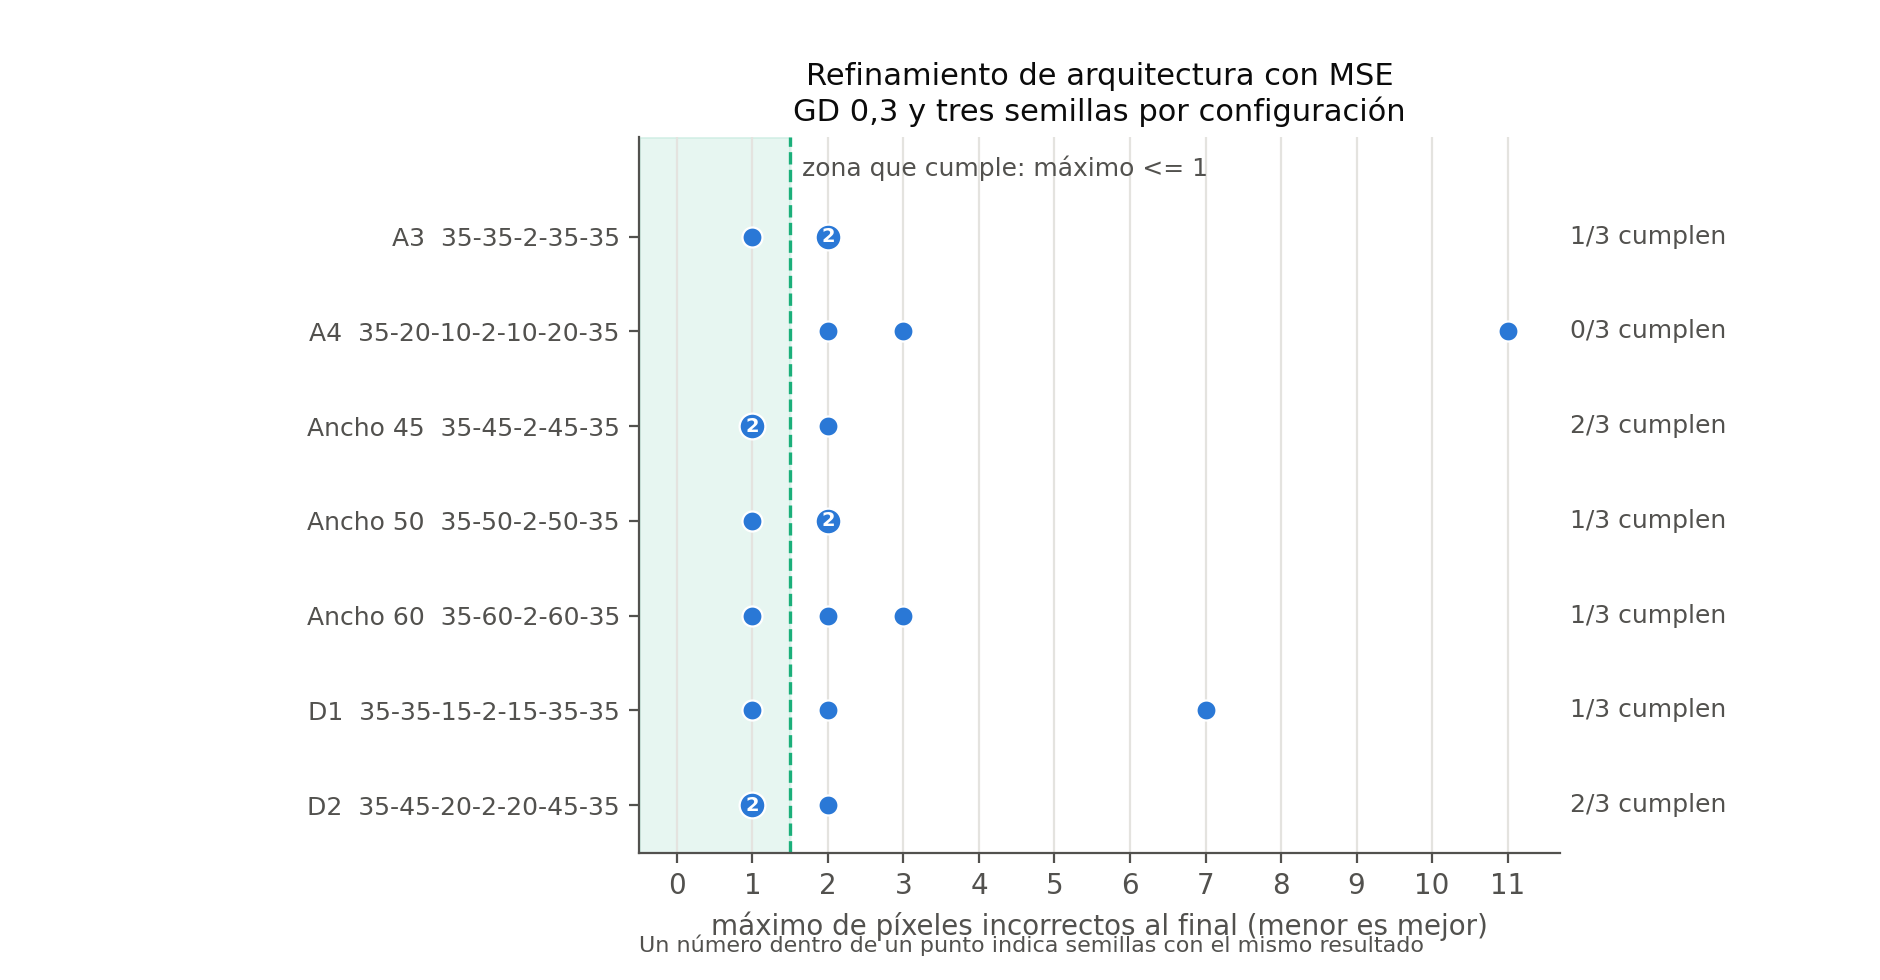 Refinamiento de arquitectura con MSE
GD 0,3 y tres semillas por configuración
zona que cumple: máximo <= 1
A3 35-35-2-35-35
2
1/3 cumplen
A4 35-20-10-2-10-20-35
0/3 cumplen
Ancho 45 35-45-2-45-35
2
2/3 cumplen
Ancho 50 35-50-2-50-35
2
1/3 cumplen
Ancho 60 35-60-2-60-35
1/3 cumplen
D1 35-35-15-2-15-35-35
1/3 cumplen
D2 35-45-20-2-20-45-35
2
2/3 cumplen
0 1 2 3 4 5 6 7 8 9 10 11
máximo de píxeles incorrectos al final (menor es mejor)
Un número dentro de un punto indica semillas con el mismo resultado